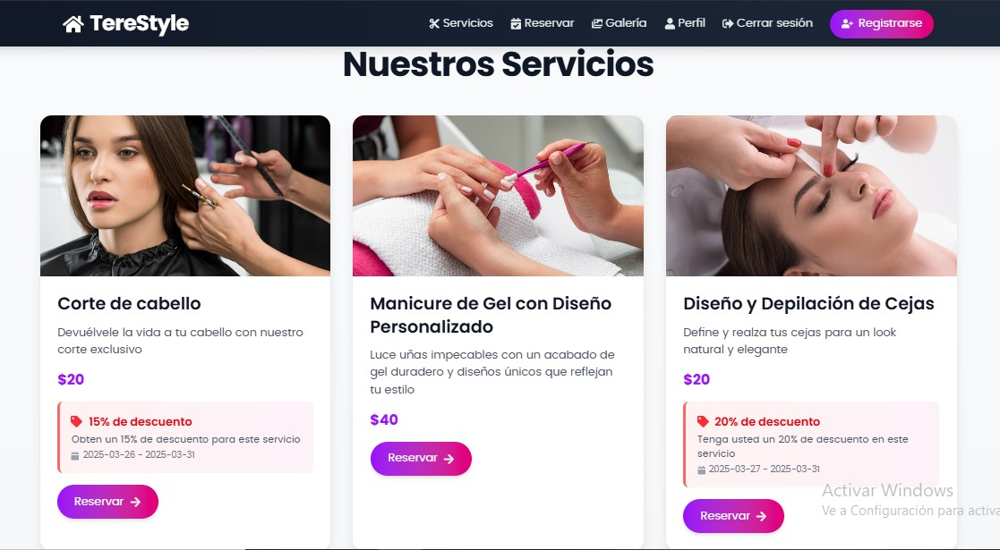 TereStyle
Servicios
Reservar
Galería
Perfil
Cerrar sesión
Registrarse
Nuestros Servicios
Corte de cabello
Devuélvele la vida a tu cabello con nuestro
corte exclusivo
$20
15% de descuento
Obten un 15% de descuento para este servicio
2025-03-26 - 2025-03-31
Reservar
Manicure de Gel con Diseño
Personalizado
Luce uñas impecables con un acabado de
gel duradero y diseños únicos que reflejan
tu estilo
$40
Reservar
Diseño y Depilación de Cejas
Define y realza tus cejas para un look
natural y elegante
$20
20% de descuento
Tenga usted un 20% de descuento en este
servicio
2025-03-27 - 2025-03-31
Reservar
Activar Windows
Ve a Configuración para activa